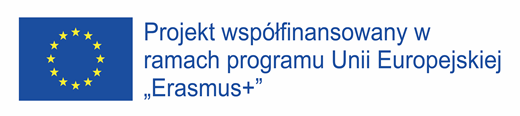 Projekt współfinansowany w
ramach programu Unii Europejskiej
„Erasmus+”